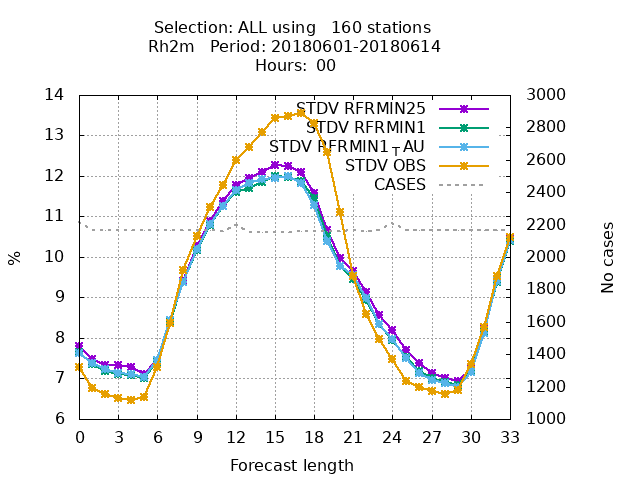 Selection: ALL using   160 stations
Rh2m   Period: 20180601-20180614
Hours:  00
STDV RFRMIN25
STDV RFRMIN1
STDV RFRMIN1┬AU
STDV OBS
CASES
14
13
12
11
10
9
8
7
6
%
3000
2800
2600
2400
2200
2000
1800
1600
1400
1200
1000
No cases
0 3 6 9 12 15 18 21 24 27 30 33
Forecast length